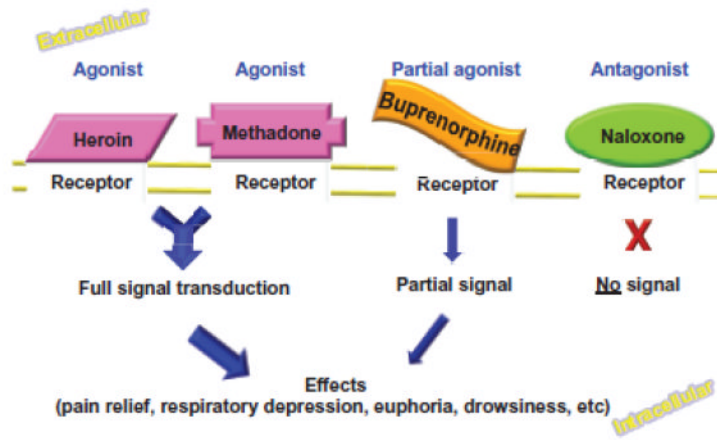 Extracellular
Agonist Agonist Partial agonist Antagonist
Heroin Methadone Buprenorphine Naloxone
Receptor Receptor Receptor Receptor
X
Full signal transduction Partial signal No signal
Effects
(pain relief, respiratory depression, euphoria, drowsiness, etc)
Intracellular